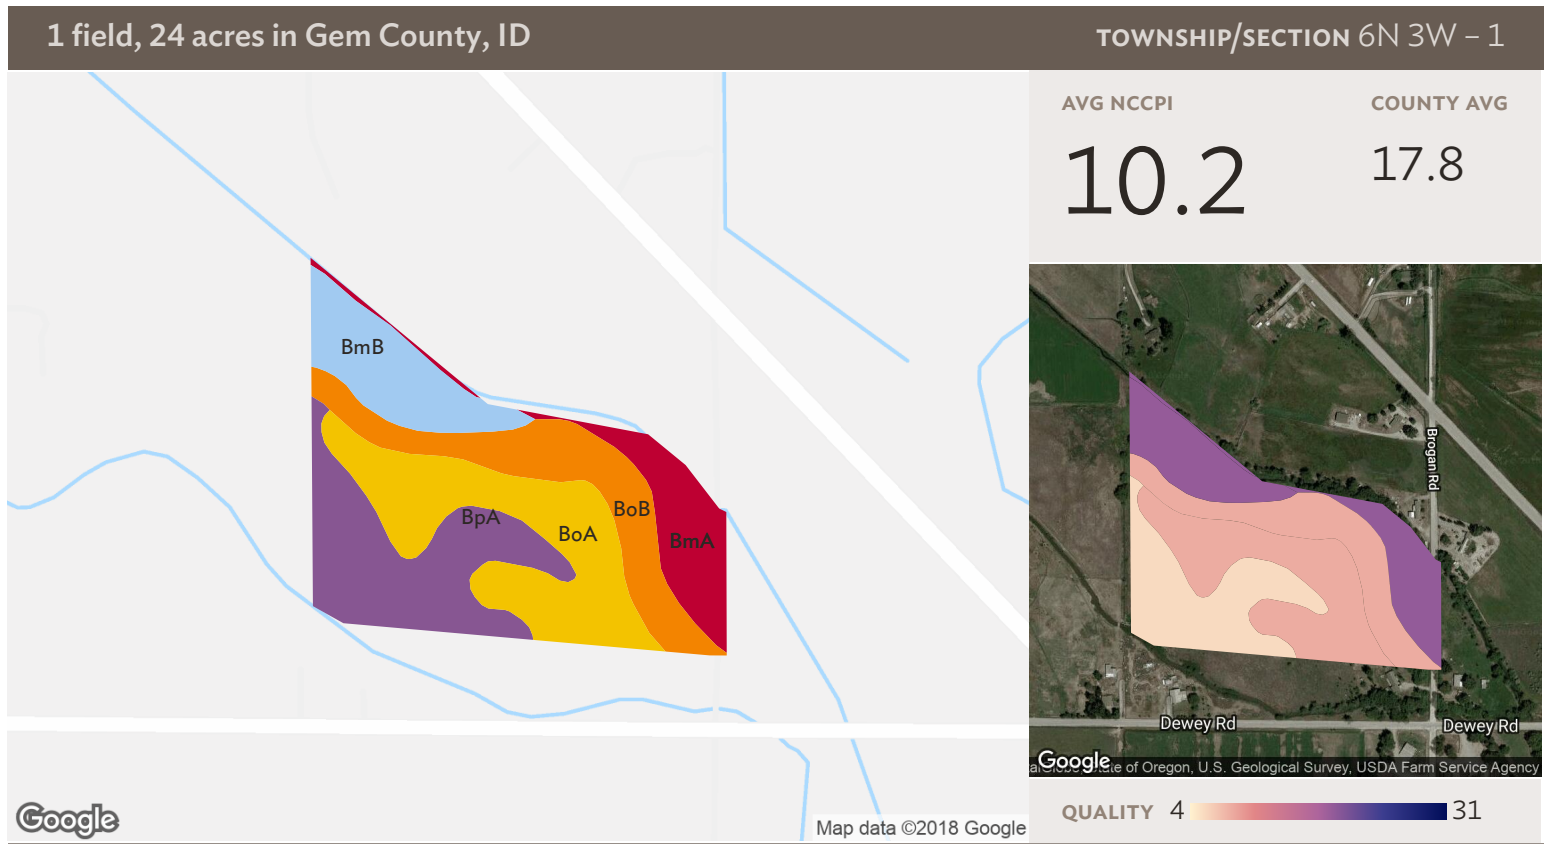 1 field, 24 acres in Gem County, ID
TOWNSHIP/SECTION 6N 3W – 1
AVG NCCPI
COUNTY AVG
10.2
17.8
BmB
BpA
BoA
BoB
BmA
Google
Map data ©2018 Google
Brogan Rd
Dewey Rd
Dewey Rd
Google
State of Oregon, U.S. Geological Survey, USDA Farm Service Agency
QUALITY 4 31